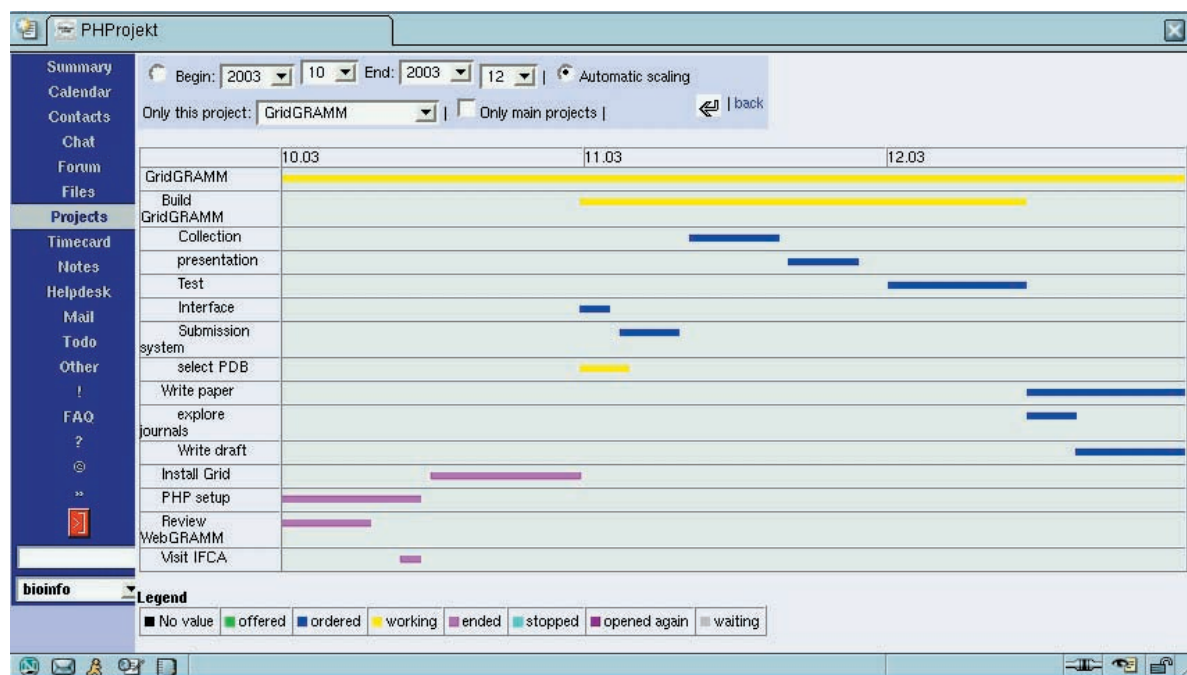 PHProjekt
Summary
Calendar
Contacts
Chat
Forum
Files
Projects
Timecard
Notes
Helpdesk
Mail
Todo
Other
!
FAQ
?
©
bioinfo
Begin: 2003 10 End: 2003 12 | Automatic scaling
Only this project: GridGRAMM | Only main projects | back
10.03 11.03 12.03
GridGRAMM
Build
GridGRAMM
Collection
presentation
Test
Interface
Submission
system
select PDB
Write paper
explore
journals
Write draft
Install Grid
PHP setup
Review
WebGRAMM
Visit IFCA
Legend
No value offered ordered working ended stopped opened again waiting